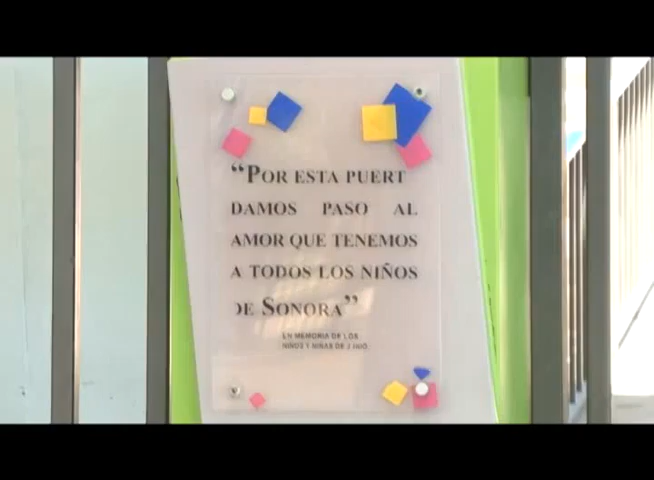 “POR ESTA PUERT
DAMOS PASO AL
AMOR QUE TENEMOS
A TODOS LOS NIÑOS
DE SONORA”
EN MEMORIA DE LOS
NIÑOS Y NIÑAS DE